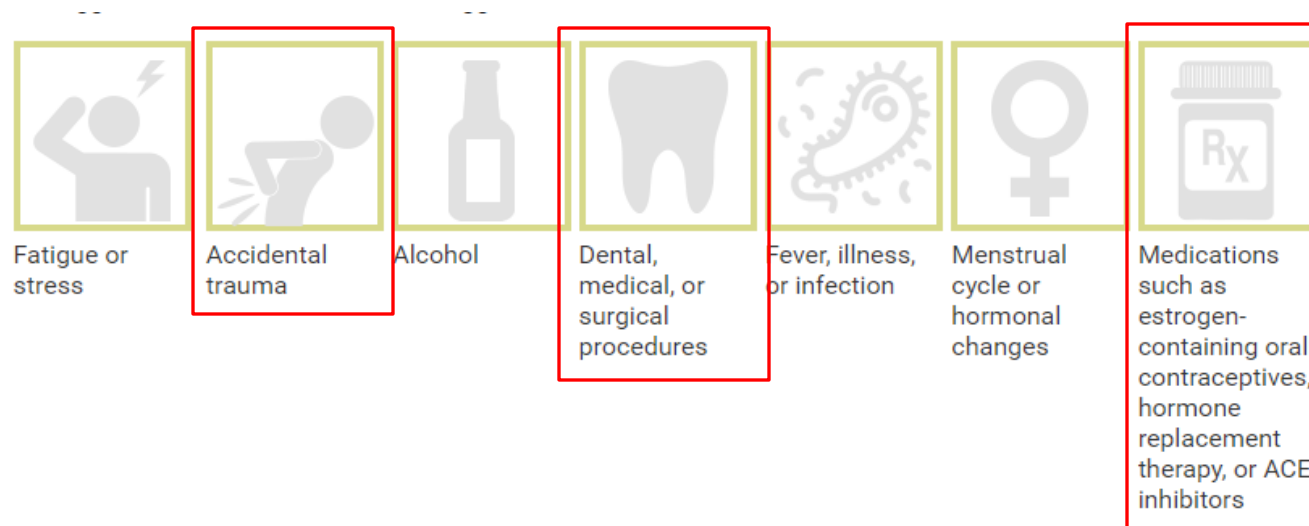 Fatigue or
stress
Accidental
trauma
Alcohol
Dental,
medical, or
surgical
procedures
Fever, illness,
or infection
Menstrual
cycle or
hormonal
changes
Rx
Medications
such as
estrogen-
containing oral
contraceptives,
hormone
replacement
therapy, or ACE
inhibitors